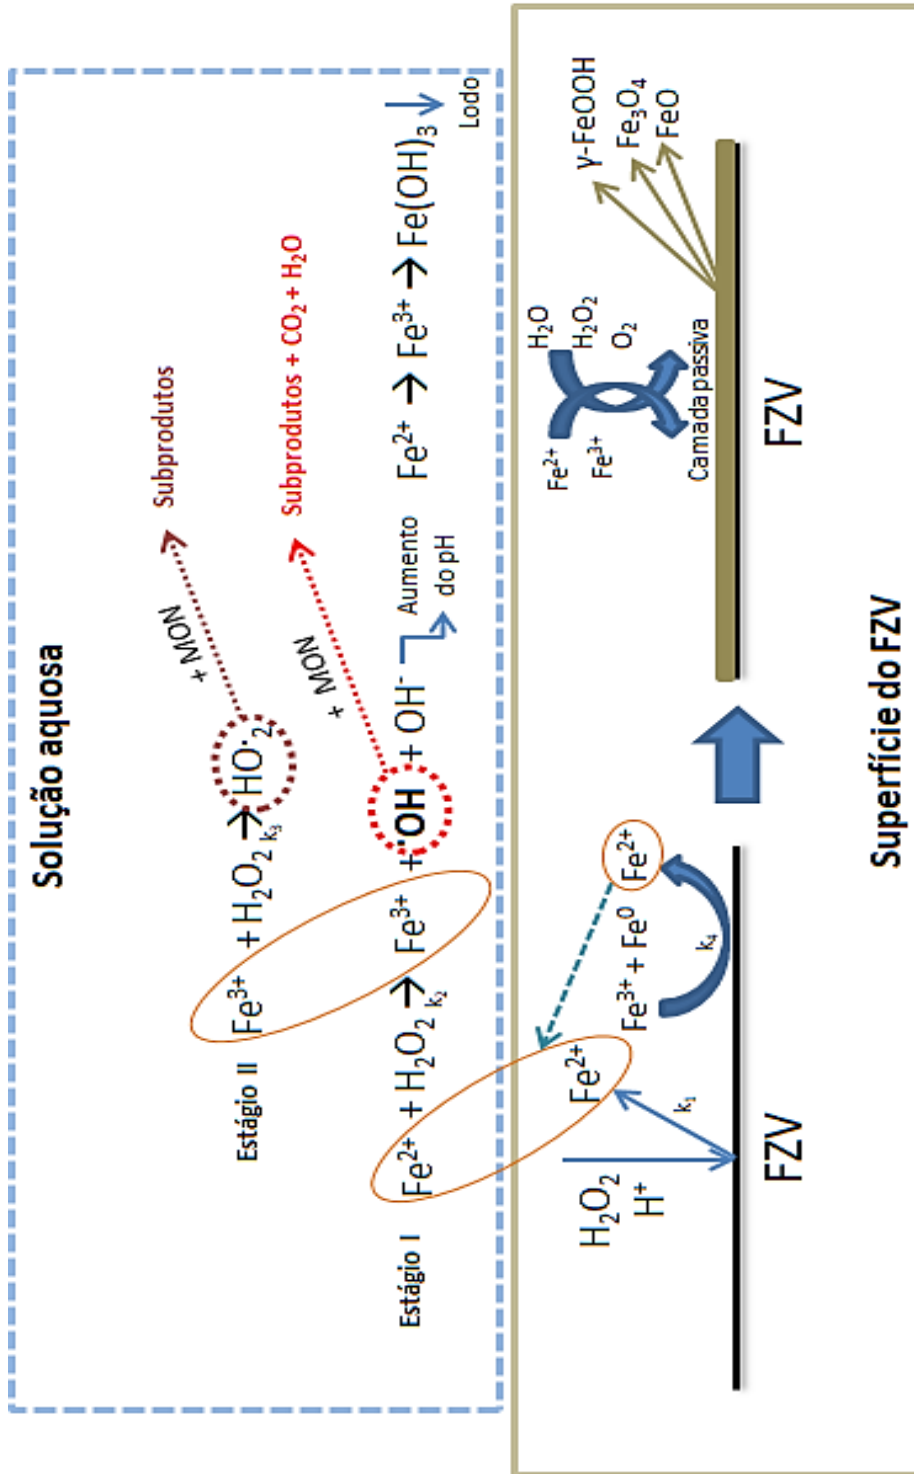 Solução aquosa
Estágio II
Fe³⁺ + H₂O₂ → HO₂˙
k₃
+ MON
Subprodutos
Estágio I
Fe²⁺ + H₂O₂ → Fe³⁺ + ˙OH + OH⁻
k₂
+ MON
Subprodutos + CO₂ + H₂O
Aumento
do pH
Fe²⁺ → Fe³⁺ → Fe(OH)₃
Lodo
H₂O₂
H⁺
Fe²⁺
k₁
Fe³⁺ + Fe⁰
Fe²⁺
k₄
FZV
Fe²⁺
Fe³⁺
H₂O
H₂O₂
O₂
Camada passiva
γ-FeOOH
Fe₃O₄
FeO
FZV
Superfície do FZV